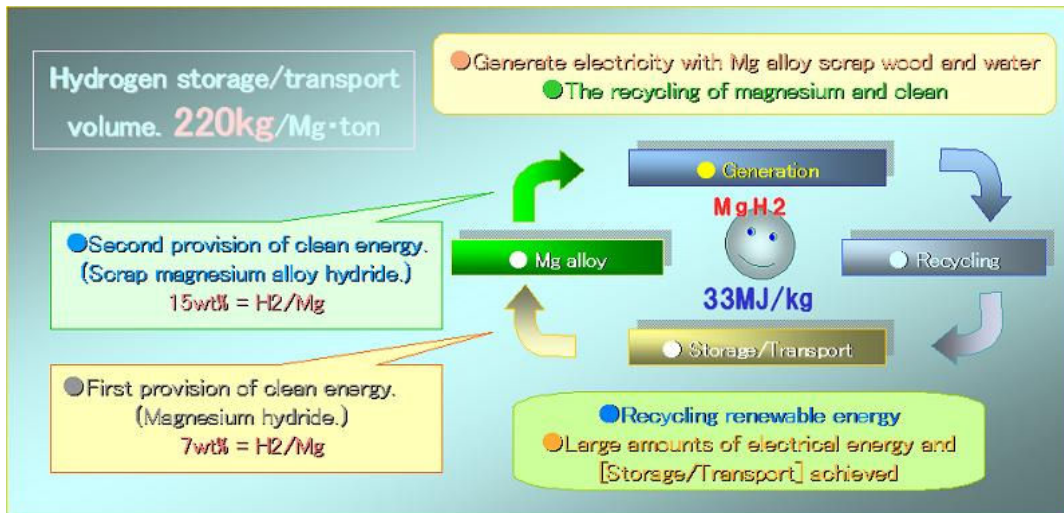 Hydrogen storage/transport
volume. 220kg/Mg・ton
●Generate electricity with Mg alloy scrap wood and water
●The recycling of magnesium and clean
●Generation
MgH2
●Second provision of clean energy.
(Scrap magnesium alloy hydride.)
15wt% = H2/Mg
●Mg alloy
●Recycling
33MJ/kg
●Storage/Transport
●First provision of clean energy.
(Magnesium hydride.)
7wt% = H2/Mg
●Recycling renewable energy
●Large amounts of electrical energy and
[Storage/Transport] achieved